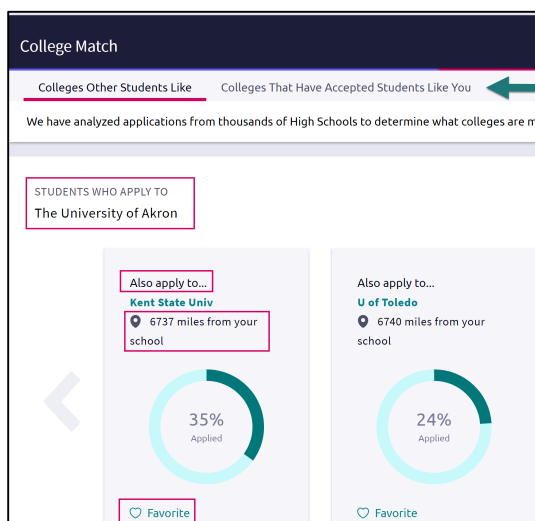 College Match
Colleges Other Students Like
Colleges That Have Accepted Students Like You
We have analyzed applications from thousands of High Schools to determine what colleges are
STUDENTS WHO APPLY TO
The University of Akron
Also apply to...
Kent State Univ
6737 miles from your
school
35%
Applied
Favorite
Also apply to...
U of Toledo
6740 miles from your
school
24%
Applied
Favorite